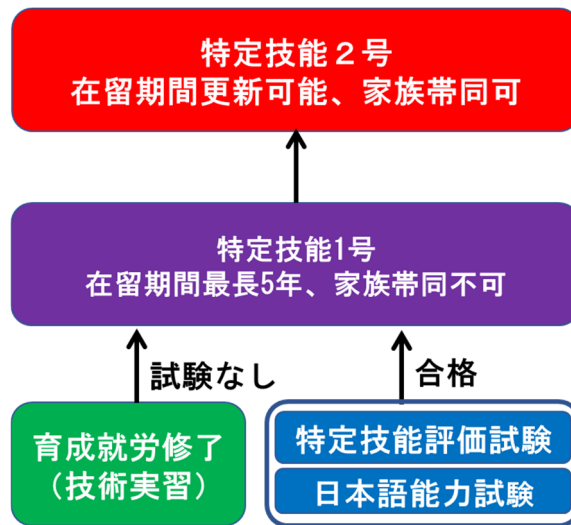 特定技能２号
在留期間更新可能、家族帯同可
特定技能1号
在留期間最長5年、家族帯同不可
試験なし
合格
育成就労修了
（技術実習）
特定技能評価試験
日本語能力試験